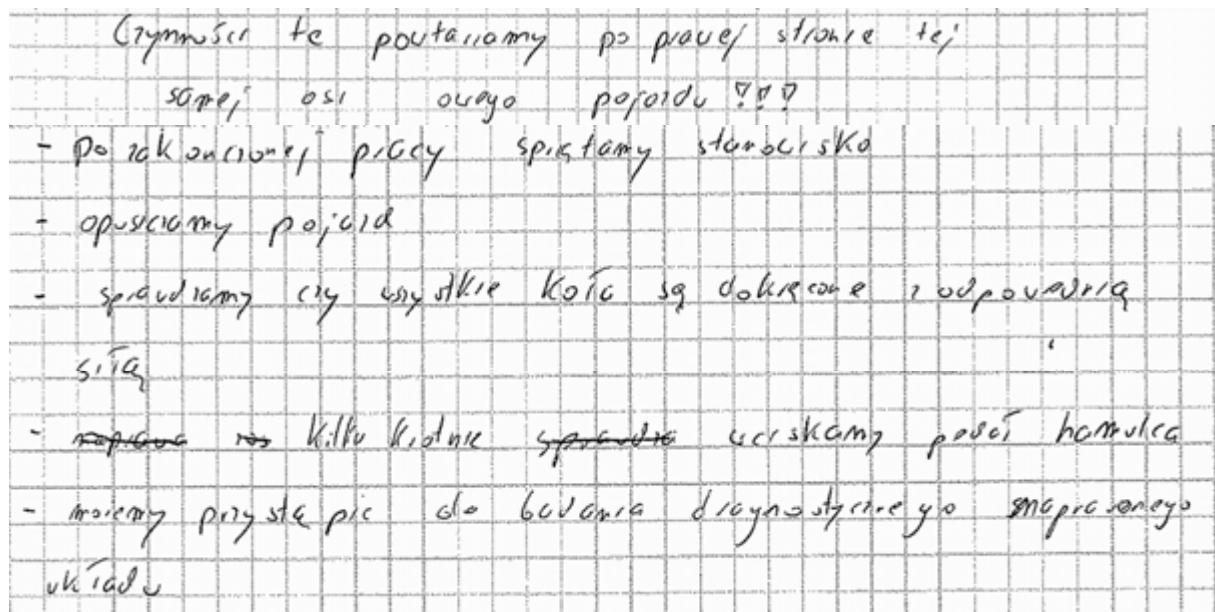 Czynności te powtarzamy po prawej stronie tej
samej osi owego pojazdu !!!
- Po zakończonej pracy sprzątamy stanowisko
- opuszczamy pojazd
- sprawdzamy czy wszystkie koła są dokręcone z odpowiednią
siłą
- naprawa kilku krotnie sprawdza wciskamy pedał hamulca
- możemy przystąpić do badania diagnostycznego naprawionego
układu